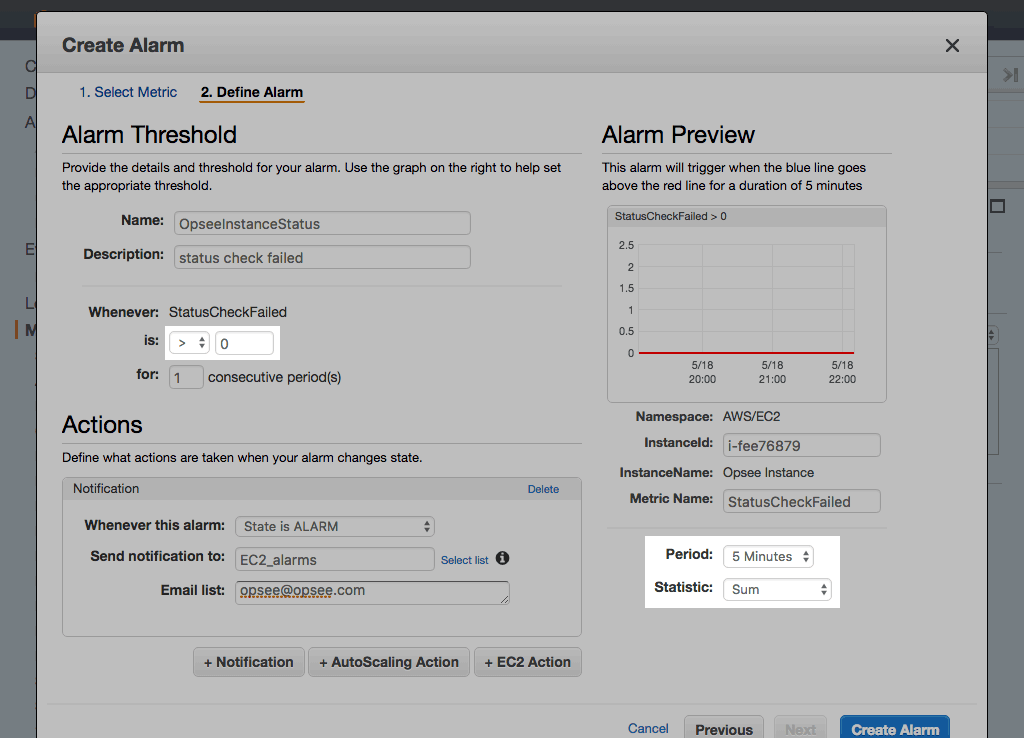 Create Alarm
1. Select Metric 2. Define Alarm
Alarm Threshold
Provide the details and threshold for your alarm. Use the graph on the right to help set
the appropriate threshold.
Name: OpseeInstanceStatus
Description: status check failed
Whenever: StatusCheckFailed
is: > 0
for: 1 consecutive period(s)
Actions
Define what actions are taken when your alarm changes state.
Notification Delete
Whenever this alarm: State is ALARM
Send notification to: EC2_alarms Select list i
Email list: opsee@opsee.com
+ Notification + AutoScaling Action + EC2 Action
Alarm Preview
This alarm will trigger when the blue line goes
above the red line for a duration of 5 minutes
StatusCheckFailed > 0
2.5
2
1.5
1
0.5
0
5/18 5/18 5/18
20:00 21:00 22:00
Namespace: AWS/EC2
InstanceId: i-fee76879
InstanceName: Opsee Instance
Metric Name: StatusCheckFailed
Period: 5 Minutes
Statistic: Sum
Cancel Previous Next Create Alarm